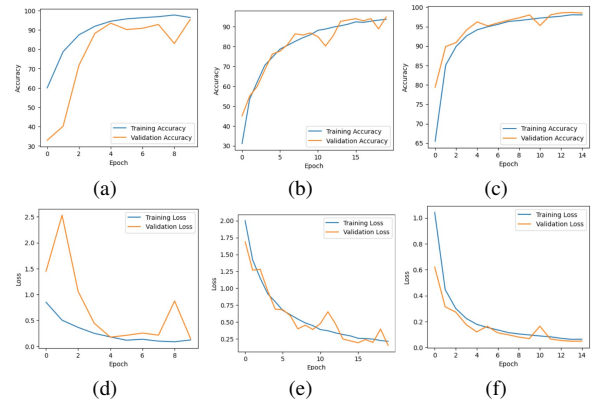 100
90
80
70
60
50
40
30
Accuracy
0 2 4 6 8
Epoch
Training Accuracy
Validation Accuracy
(a)
90
80
70
60
50
40
30
Accuracy
0 5 10 15
Epoch
Training Accuracy
Validation Accuracy
(b)
100
95
90
85
80
75
70
65
Accuracy
0 2 4 6 8 10 12 14
Epoch
Training Accuracy
Validation Accuracy
(c)
2.5
2.0
1.5
1.0
0.5
0.0
Loss
0 2 4 6 8
Epoch
Training Loss
Validation Loss
(d)
2.00
1.75
1.50
1.25
1.00
0.75
0.50
0.25
Loss
0 5 10 15
Epoch
Training Loss
Validation Loss
(e)
1.0
0.8
0.6
0.4
0.2
0.0
Loss
0 2 4 6 8 10 12 14
Epoch
Training Loss
Validation Loss
(f)